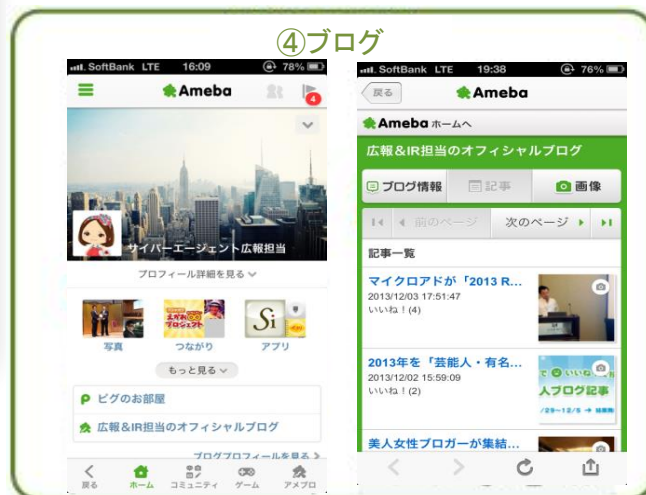 ④ブログ
SoftBank LTE 16:09 78%
Ameba
4
サイバーエージェント広報担当
プロフィール詳細を見る
写真 つながり アプリ
もっと見る
ピグのお部屋
広報&IR担当のオフィシャルブログ
ブログプロフィールを見る
戻る ホーム コミュニティ ゲーム アメブロ
SoftBank LTE 19:38 76%
戻る Ameba
Ameba ホームへ
広報&IR担当のオフィシャルブログ
ブログ情報 記事 画像
前のページ 次のページ
記事一覧
マイクロアドが「2013 R...
2013/12/03 17:51:47
いいね!(4)
2013年を「芸能人・有名...
2013/12/02 15:59:09
いいね!(2)
人ブログ記事
/29~12/5
美人女性ブロガーが集結...